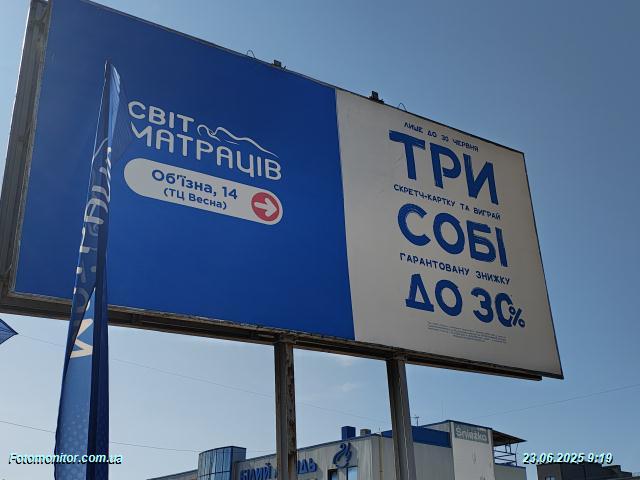 СВІТ
МАТРАЦІВ
Об'їзна, 14
(ТЦ Весна)
ЛИШЕ ДО 30 ЧЕРВНЯ
ТРИ
СКРЕТЧ-КАРТКУ ТА ВИГРАЙ
СОБІ
ГАРАНТОВАНУ ЗНИЖКУ
ДО 30%
Śnieżka
Fotomonitor.com.ua
23.06.2025 9:19